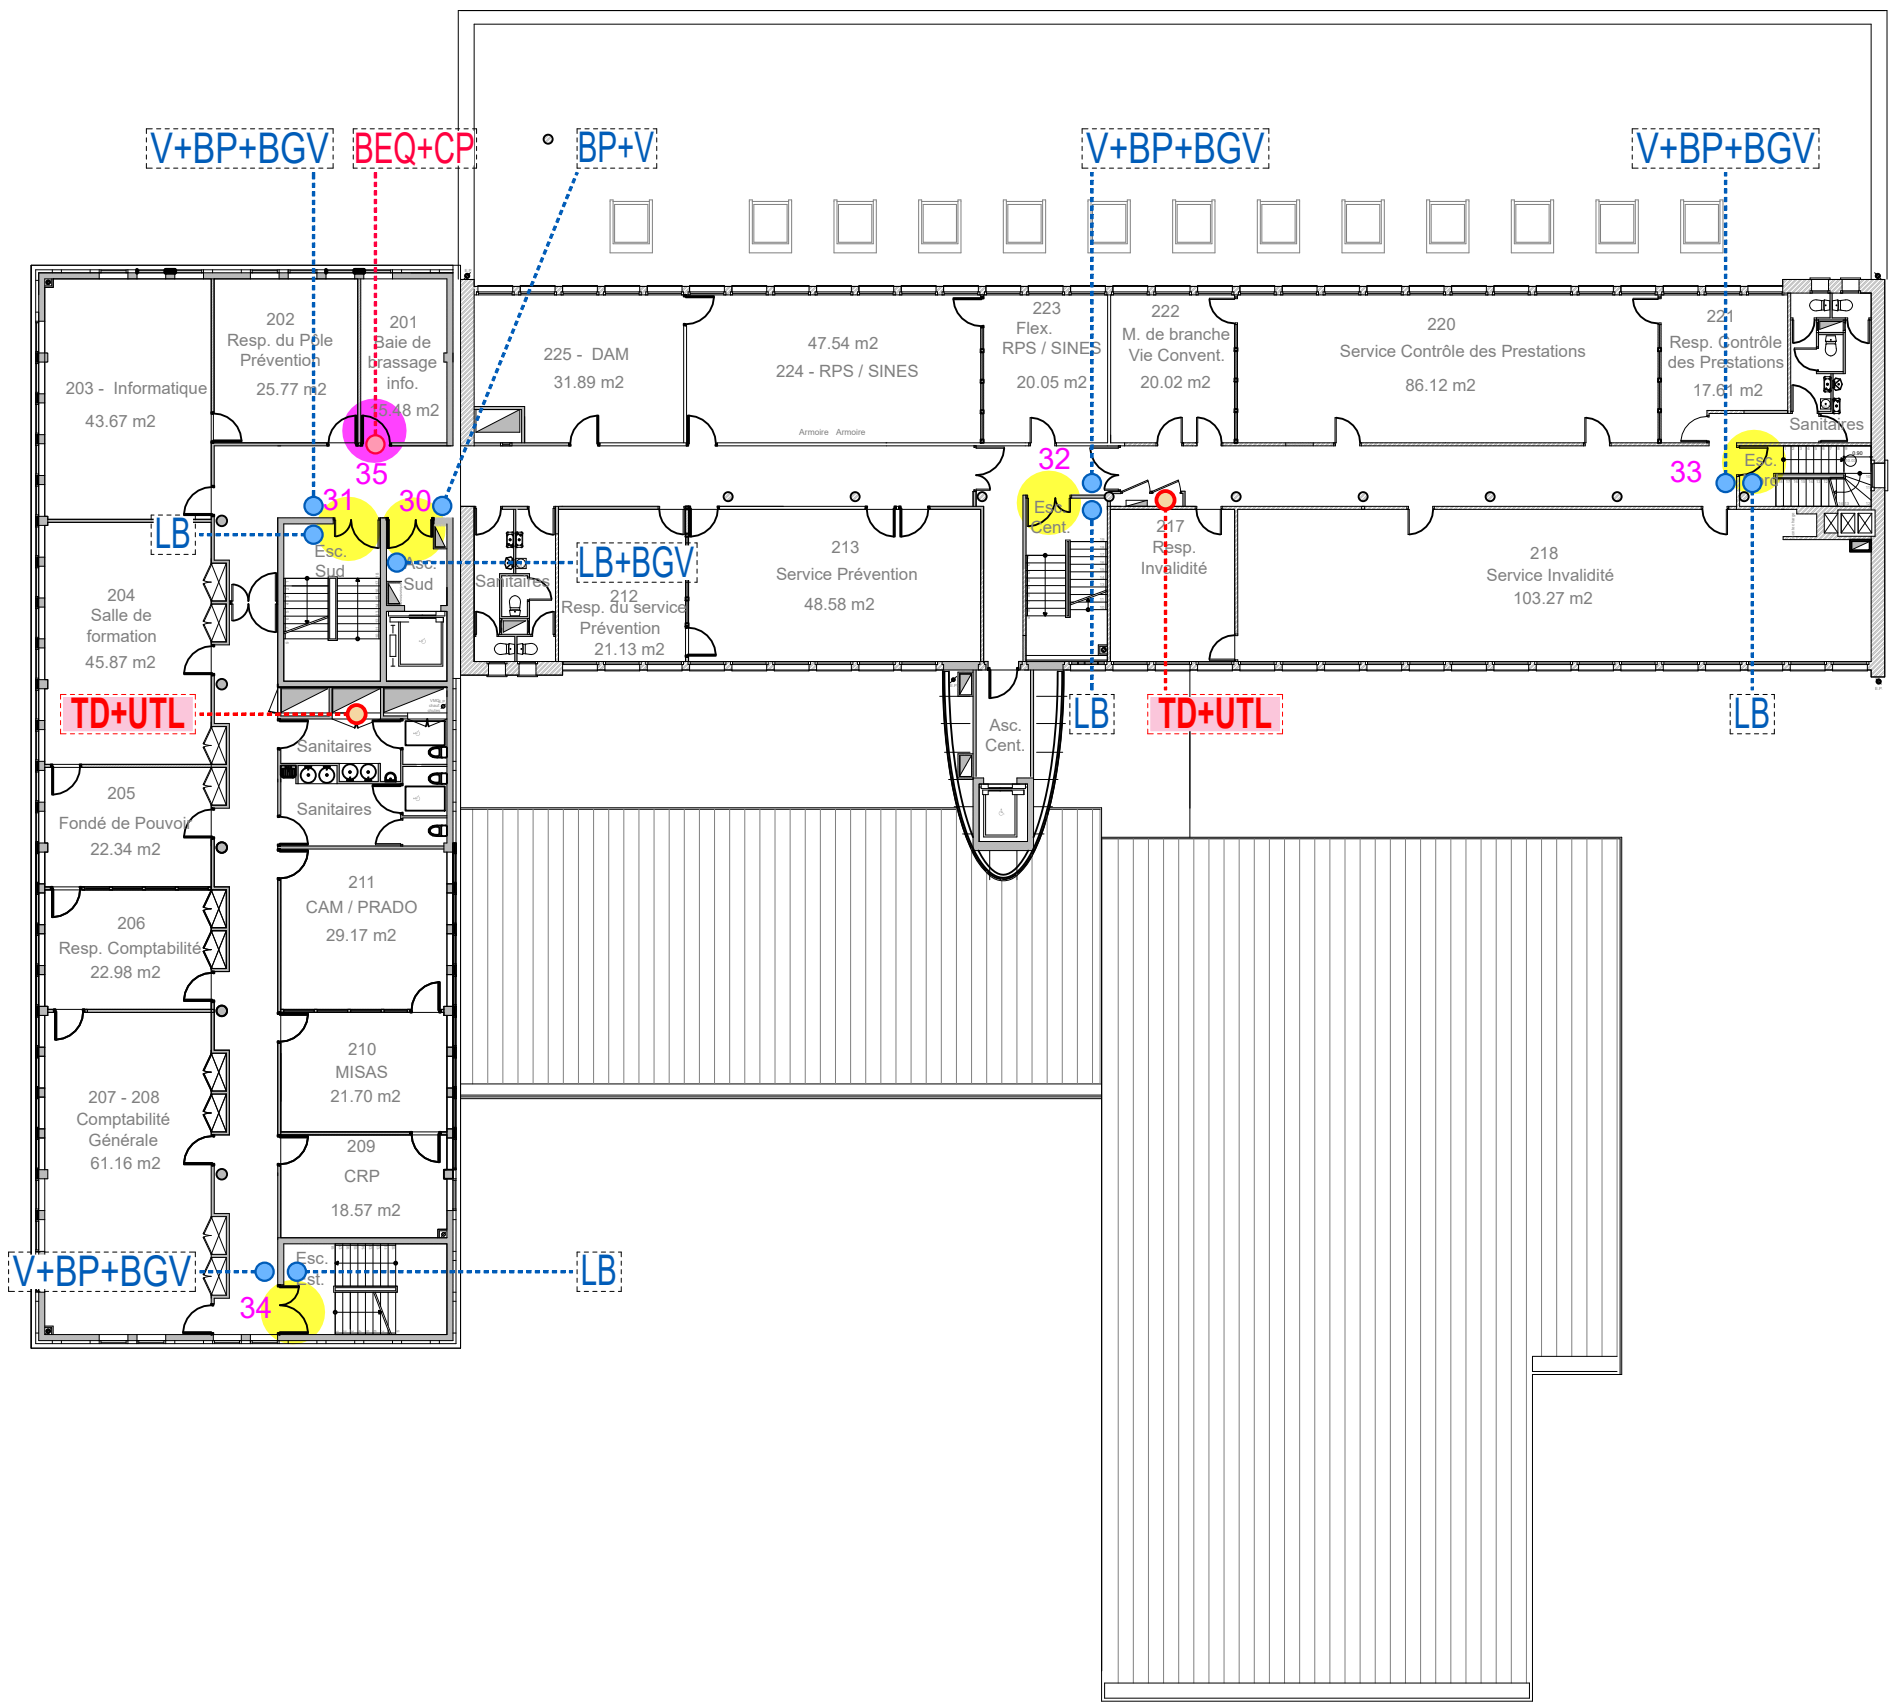 V+BP+BGV
BEQ+CP
BP+V
V+BP+BGV
V+BP+BGV
203 - Informatique
43.67 m2
202
Resp. du Pôle
Prévention
25.77 m2
201
Baie de
brassage
info.
5.48 m2
225 - DAM
31.89 m2
47.54 m2
224 - RPS / SINES
Armoire Armoire
223
Flex.
RPS / SINES
20.05 m2
222
M. de branche
Vie Convent.
20.02 m2
220
Service Contrôle des Prestations
86.12 m2
221
Resp. Contrôle
des Prestations
17.61 m2
Sanitaires
35
31
30
32
33
Esc.
LB
Esc.
Sud
Asc.
Sud
LB+BGV
Sanitaires
212
Resp. du service
Prévention
21.13 m2
213
Service Prévention
48.58 m2
Esc.
Cent.
217
Resp.
Invalidité
218
Service Invalidité
103.27 m2
204
Salle de
formation
45.87 m2
TD+UTL
LB
TD+UTL
LB
Asc.
Cent.
Sanitaires
Sanitaires
205
Fondé de Pouvoir
22.34 m2
206
Resp. Comptabilité
22.98 m2
211
CAM / PRADO
29.17 m2
210
MISAS
21.70 m2
207 - 208
Comptabilité
Générale
61.16 m2
209
CRP
18.57 m2
V+BP+BGV
Esc.
Est.
LB
34